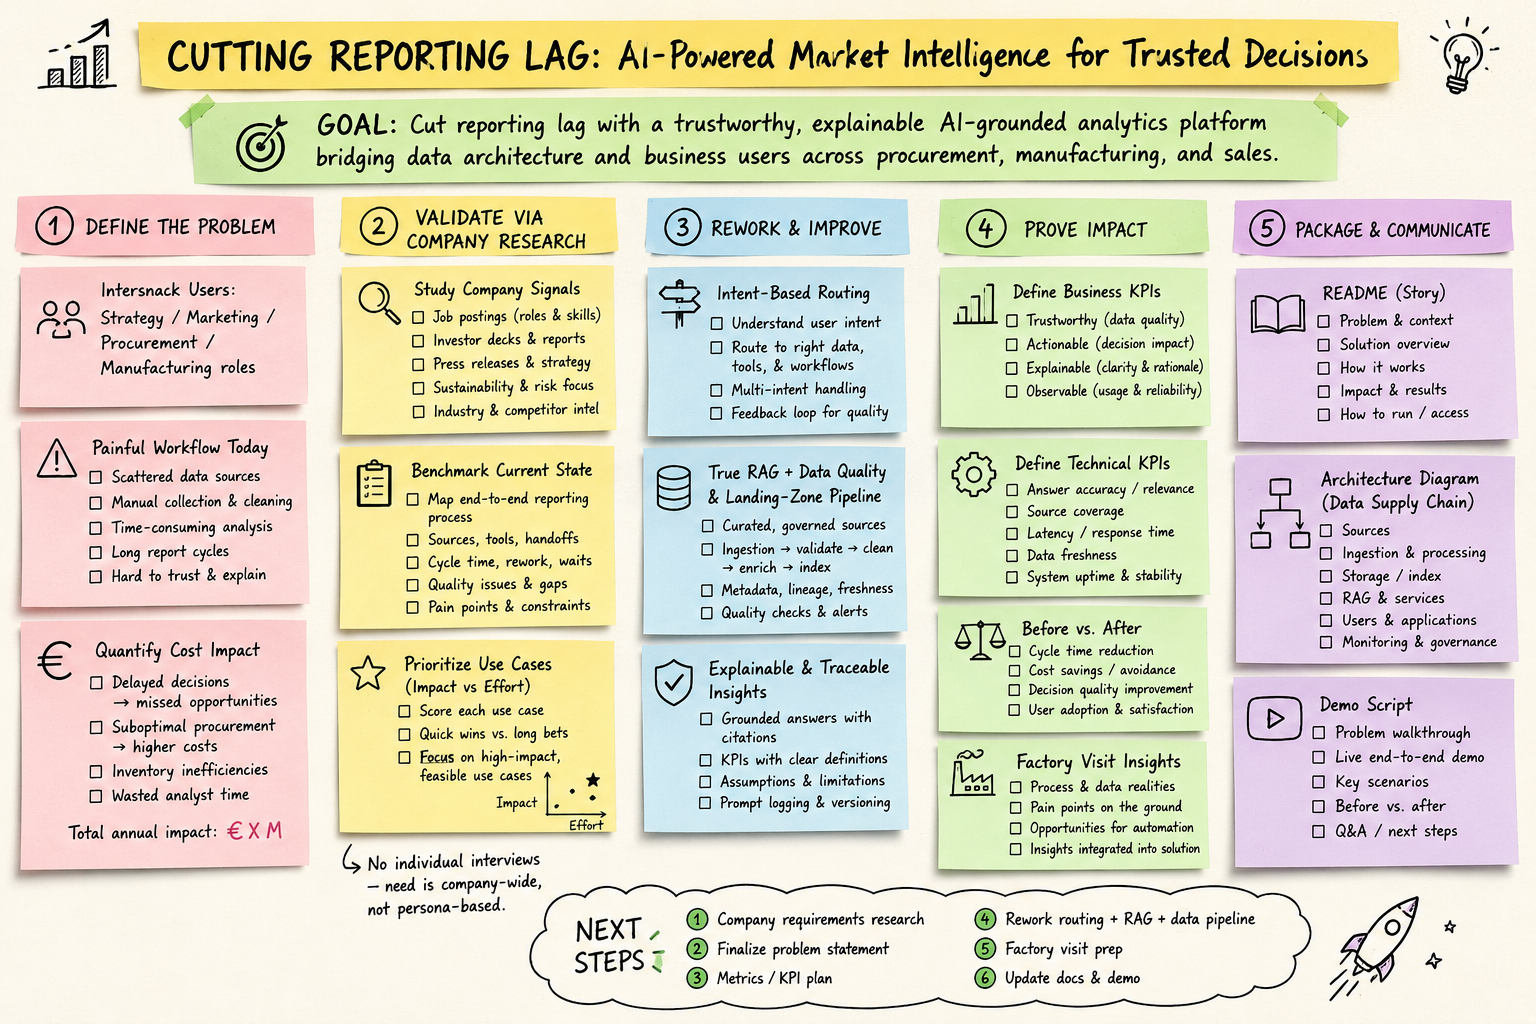 CUTTING REPORTING LAG: AI-Powered Market Intelligence for Trusted Decisions
GOAL: Cut reporting lag with a trustworthy, explainable AI-grounded analytics platform
bridging data architecture and business users across procurement, manufacturing, and sales.
1 DEFINE THE PROBLEM
Intersnack Users:
Strategy / Marketing /
Procurement /
Manufacturing roles
Painful Workflow Today
Scattered data sources
Manual collection & cleaning
Time-consuming analysis
Long report cycles
Hard to trust & explain
€
Quantify Cost Impact
Delayed decisions
→ missed opportunities
Suboptimal procurement
→ higher costs
Inventory inefficiencies
Wasted analyst time
Total annual impact: € X M
2 VALIDATE VIA
COMPANY RESEARCH
Study Company Signals
Job postings (roles & skills)
Investor decks & reports
Press releases & strategy
Sustainability & risk focus
Industry & competitor intel
Benchmark Current State
Map end-to-end reporting
process
Sources, tools, handoffs
Cycle time, rework, waits
Quality issues & gaps
Pain points & constraints
Prioritize Use Cases
(Impact vs Effort)
Score each use case
Quick wins vs. long bets
Focus on high-impact,
feasible use cases
Impact
Effort
No individual interviews
– need is company-wide,
not persona-based.
3 REWORK & IMPROVE
Intent-Based Routing
Understand user intent
Route to right data,
tools, & workflows
Multi-intent handling
Feedback loop for quality
True RAG + Data Quality
& Landing-Zone Pipeline
Curated, governed sources
Ingestion → validate → clean
→ enrich → index
Metadata, lineage, freshness
Quality checks & alerts
Explainable & Traceable
Insights
Grounded answers with
citations
KPIs with clear definitions
Assumptions & limitations
Prompt logging & versioning
4 PROVE IMPACT
Define Business KPIs
Trustworthy (data quality)
Actionable (decision impact)
Explainable (clarity & rationale)
Observable (usage & reliability)
Define Technical KPIs
Answer accuracy / relevance
Source coverage
Latency / response time
Data freshness
System uptime & stability
Before vs. After
Cycle time reduction
Cost savings / avoidance
Decision quality improvement
User adoption & satisfaction
Factory Visit Insights
Process & data realities
Pain points on the ground
Opportunities for automation
Insights integrated into solution
5 PACKAGE & COMMUNICATE
README (Story)
Problem & context
Solution overview
How it works
Impact & results
How to run / access
Architecture Diagram
(Data Supply Chain)
Sources
Ingestion & processing
Storage / index
RAG & services
Users & applications
Monitoring & governance
Demo Script
Problem walkthrough
Live end-to-end demo
Key scenarios
Before vs. after
Q&A / next steps
NEXT
STEPS
1 Company requirements research
2 Finalize problem statement
3 Metrics / KPI plan
4 Rework routing + RAG + data pipeline
5 Factory visit prep
6 Update docs & demo